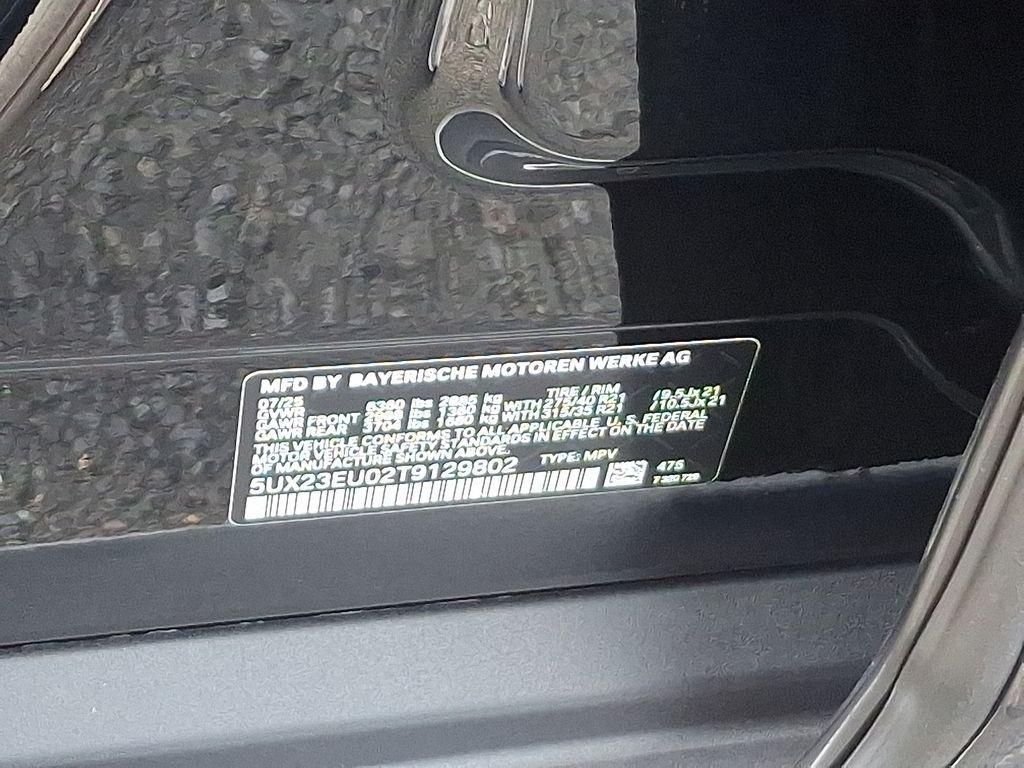 MFD BY BAYERISCHE MOTOREN WERKE AG
07/25 TIRE / RIM
GVWR 6390 lbs 2885 kg
GAWR FRONT lbs 1360 kg WITH 275/40 R21 /9.5Jx21
GAWR REAR 3704 lbs 1680 kg WITH 315/35 R21 /10.5Jx21
THIS VEHICLE CONFORMS TO ALL APPLICABLE U. S. FEDERAL
MOTOR VEHICLE SAFETY STANDARDS IN EFFECT ON THE DATE
OF MANUFACTURE SHOWN ABOVE.
5UX23EU02T9129802 TYPE: MPV
475